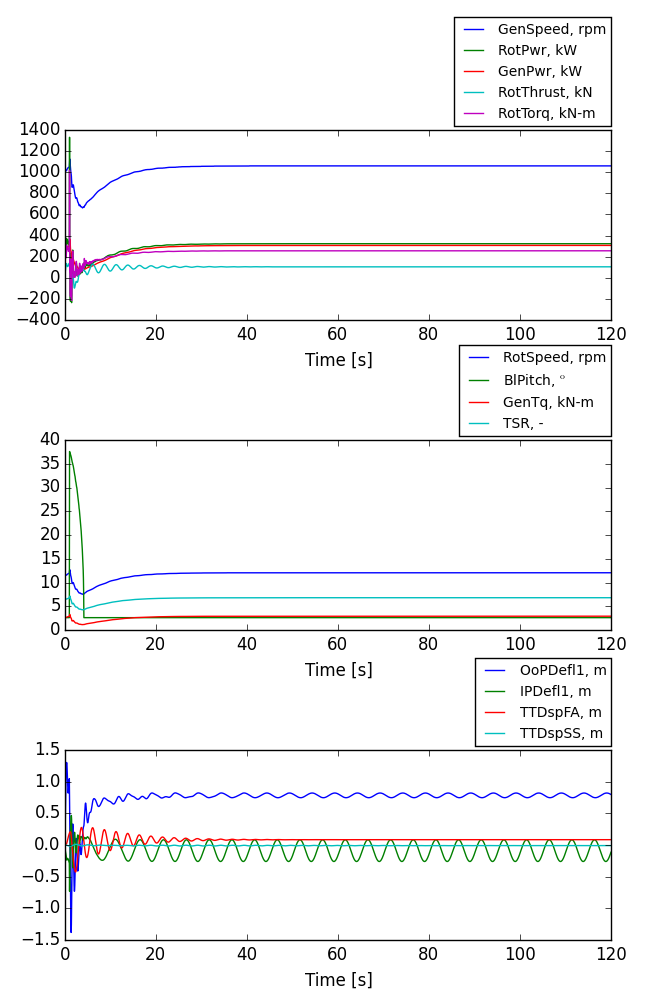 GenSpeed, rpm
RotPwr, kW
GenPwr, kW
RotThrust, kN
RotTorq, kN-m
1400
1200
1000
800
600
400
200
0
−200
−400
0 20 40 60 80 100 120
Time [s]
RotSpeed, rpm
BlPitch, °
GenTq, kN-m
TSR, -
40
35
30
25
20
15
10
5
0
0 20 40 60 80 100 120
Time [s]
OoPDefl1, m
IPDefl1, m
TTDspFA, m
TTDspSS, m
1.5
1.0
0.5
0.0
−0.5
−1.0
−1.5
0 20 40 60 80 100 120
Time [s]